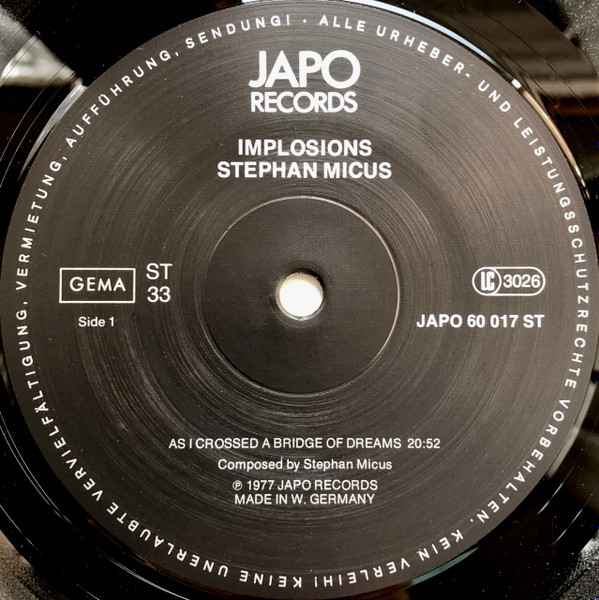 ALLE URHEBER- UND LEISTUNGSSCHUTZRECHTE VORBEHALTEN. KEIN VERLEIH! KEINE UNERLAUBTE VERVIELFÄLTIGUNG, VERMIETUNG, AUFFÜHRUNG, SENDUNG! ·
JAPO
RECORDS
IMPLOSIONS
STEPHAN MICUS
GEMA
ST
33
LC 3026
Side 1
JAPO 60 017 ST
AS I CROSSED A BRIDGE OF DREAMS 20:52
Composed by Stephan Micus
℗ 1977 JAPO RECORDS
MADE IN W. GERMANY